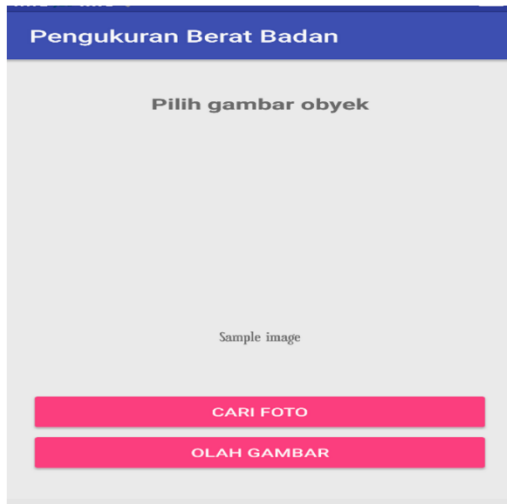 Pengukuran Berat Badan
Pilih gambar obyek
Sample image
CARI FOTO
OLAH GAMBAR